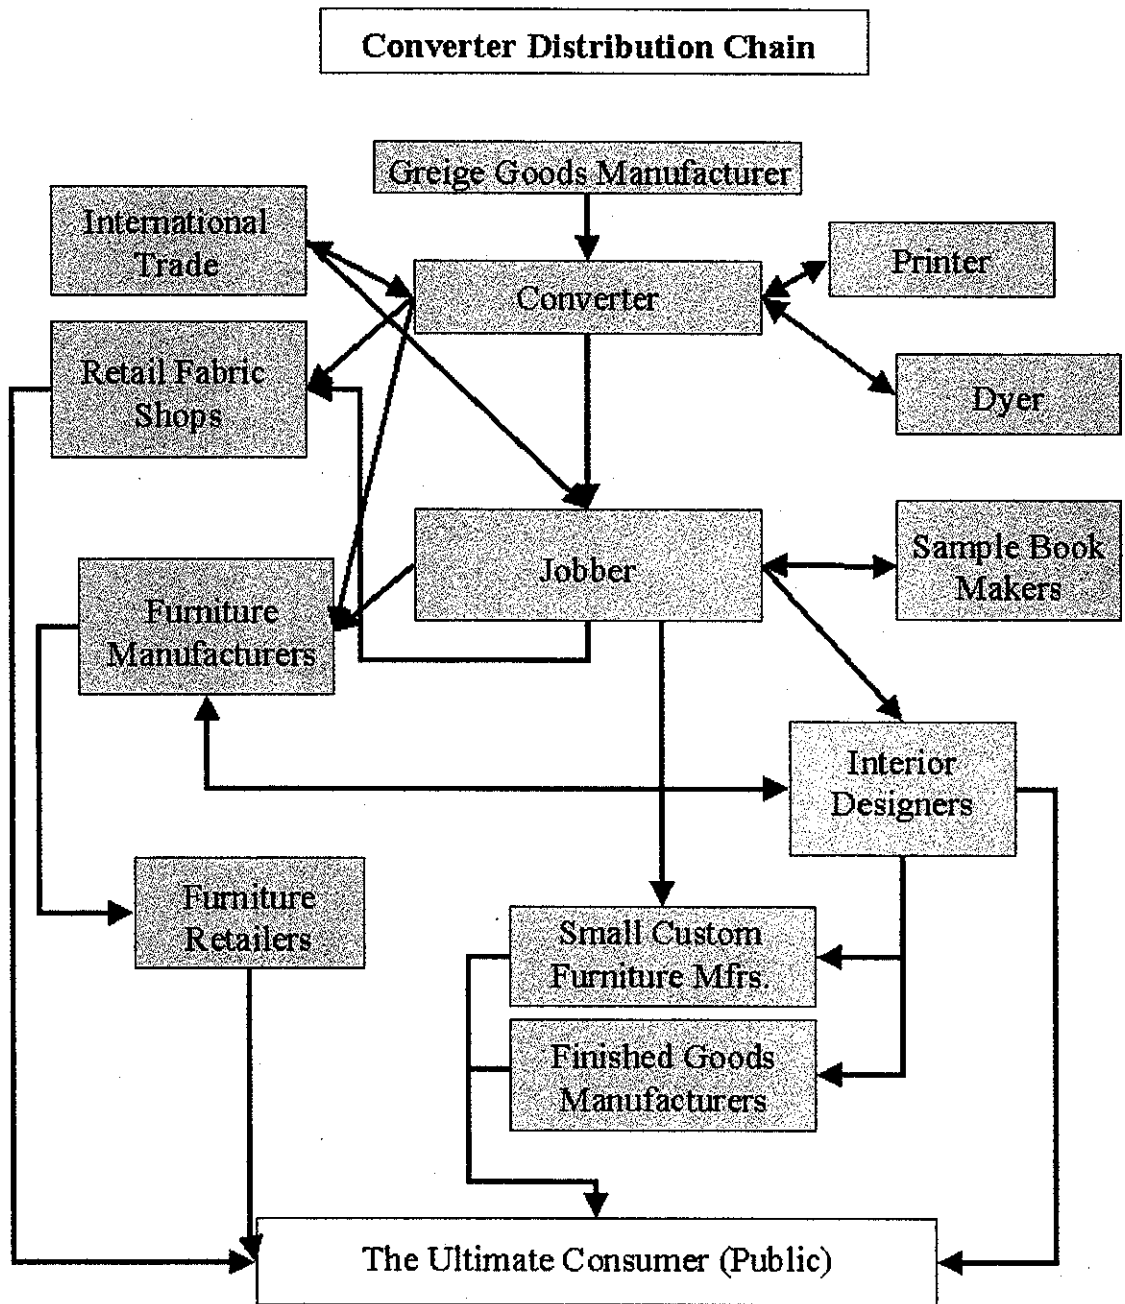 Converter Distribution Chain
Greige Goods Manufacturer
International
Trade
Printer
Converter
Retail Fabric
Shops
Dyer
Jobber
Sample Book
Makers
Furniture
Manufacturers
Interior
Designers
Furniture
Retailers
Small Custom
Furniture Mfrs.
Finished Goods
Manufacturers
The Ultimate Consumer (Public)